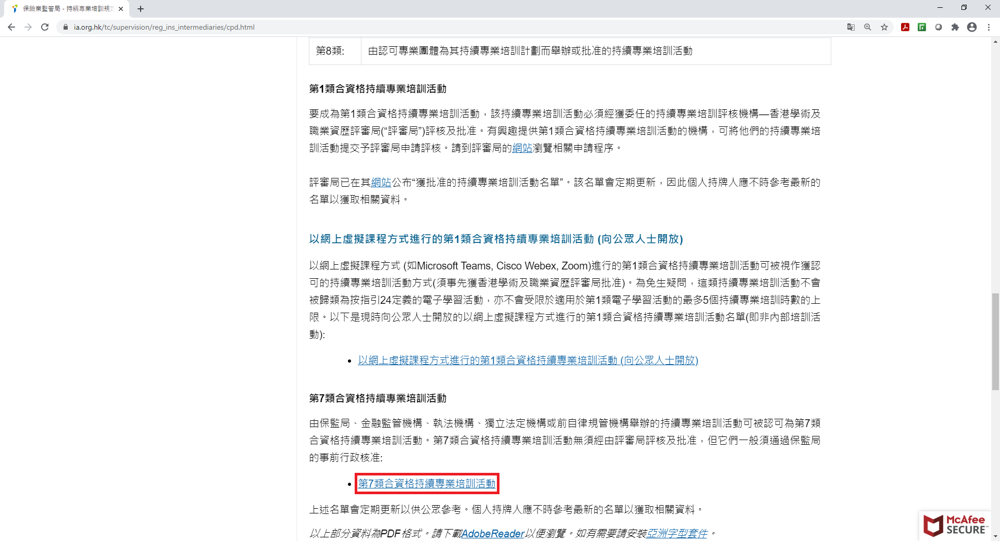 保險業監管局 - 持續專業培訓規定
ia.org.hk/tc/supervision/reg_ins_intermediaries/cpd.html
第8類: 由認可專業團體為其持續專業培訓計劃而舉辦或批准的持續專業培訓活動
第1類合資格持續專業培訓活動
要成為第1類合資格持續專業培訓活動，該持續專業培訓活動必須經獲委任的持續專業培訓評核機構—香港學術及
職業資歷評審局(“評審局”)評核及批准。有興趣提供第1類合資格持續專業培訓活動的機構，可將他們的持續專業培
訓活動提交予評審局申請評核。請到評審局的網站瀏覽相關申請程序。
評審局已在其網站公布“獲批准的持續專業培訓活動名單”。該名單會定期更新，因此個人持牌人應不時參考最新的
名單以獲取相關資料。
以網上虛擬課程方式進行的第1類合資格持續專業培訓活動 (向公眾人士開放)
以網上虛擬課程方式 (如Microsoft Teams, Cisco Webex, Zoom)進行的第1類合資格持續專業培訓活動可被視作獲認
可的持續專業培訓活動方式(須事先獲香港學術及職業資歷評審局批准)。為免生疑問，這類持續專業培訓活動不會
被歸類為按指引24定義的電子學習活動，亦不會受限於適用於第1類電子學習活動的最多5個持續專業培訓時數的上
限。以下是現時向公眾人士開放的以網上虛擬課程方式進行的第1類合資格持續專業培訓活動名單(即非內部培訓活
動):
• 以網上虛擬課程方式進行的第1類合資格持續專業培訓活動 (向公眾人士開放)
第7類合資格持續專業培訓活動
由保監局、金融監管機構、執法機構、獨立法定機構或前自律規管機構舉辦的持續專業培訓活動可被認可為第7類
合資格持續專業培訓活動。第7類合資格持續專業培訓活動無須經由評審局評核及批准，但它們一般須通過保監局
的事前行政核准:
• 第7類合資格持續專業培訓活動
上述名單會定期更新以供公眾參考。個人持牌人應不時參考最新的名單以獲取相關資料。
以上部分資料為PDF格式。請下載AdobeReader以便瀏覽。如有需要請安裝亞洲字型套件。
McAfee
SECURE™